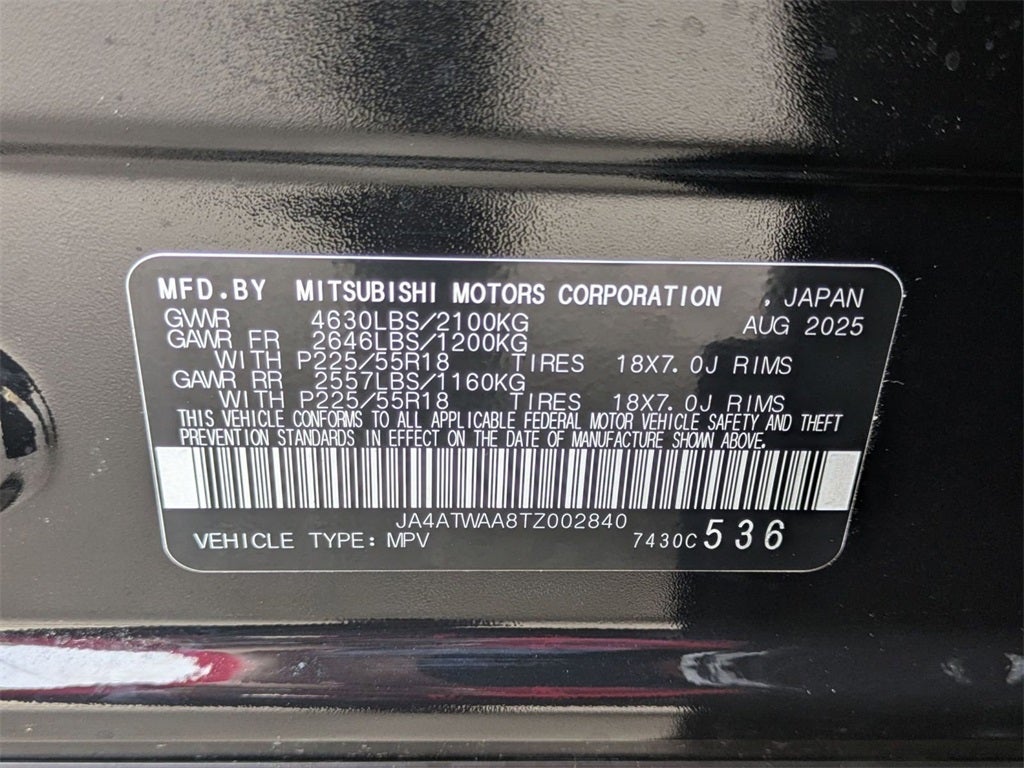 MFD.BY MITSUBISHI MOTORS CORPORATION , JAPAN
GVWR 4630LBS/2100KG AUG 2025
GAWR FR 2646LBS/1200KG
WITH P225/55R18 TIRES 18X7.0J RIMS
GAWR RR 2557LBS/1160KG
WITH P225/55R18 TIRES 18X7.0J RIMS
THIS VEHICLE CONFORMS TO ALL APPLICABLE FEDERAL MOTOR VEHICLE SAFETY AND THEFT
PREVENTION STANDARDS IN EFFECT ON THE DATE OF MANUFACTURE SHOWN ABOVE.
JA4ATWAA8TZ002840
VEHICLE TYPE: MPV 7430C 536